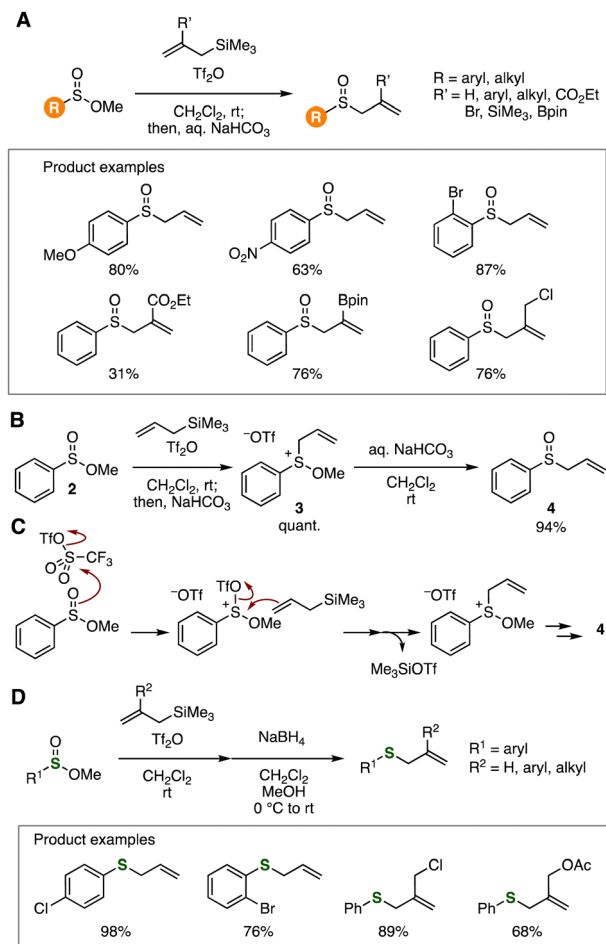 A
R'
SiMe3
Tf2O
O
S
R
OMe
CH2Cl2, rt;
then, aq. NaHCO3
O
R'
S
R
R = aryl, alkyl
R' = H, aryl, alkyl, CO2Et
Br, SiMe3, Bpin
Product examples
O
S
MeO
80%
O
S
NO2
63%
Br
O
S
87%
O
CO2Et
S
31%
O
Bpin
S
76%
O
Cl
S
76%
B
O
S
OMe
2
SiMe3
Tf2O
CH2Cl2, rt;
then, NaHCO3
−OTf
+
S
OMe
3
quant.
aq. NaHCO3
CH2Cl2
rt
O
S
4
94%
C
TfO
O
S
CF3
O
O
S
OMe
−OTf
TfO
+
S
OMe
SiMe3
Me3SiOTf
−OTf
+
S
OMe
4
D
R2
SiMe3
Tf2O
O
S
R1
OMe
CH2Cl2
rt
NaBH4
CH2Cl2
MeOH
0 °C to rt
R2
S
R1
R1 = aryl
R2 = H, aryl, alkyl
Product examples
S
Cl
98%
S
Br
76%
Cl
Ph
S
89%
OAc
Ph
S
68%